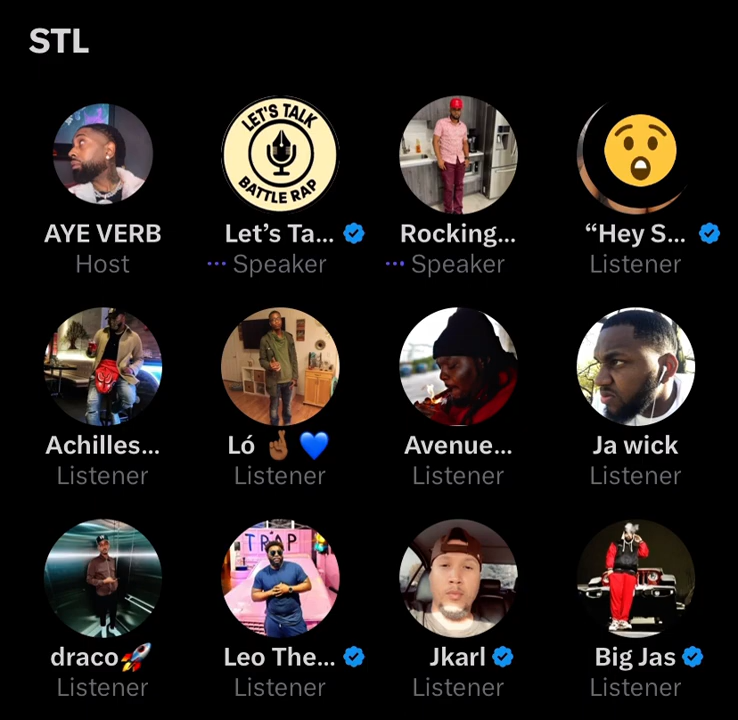 STL
LET'S TALK
BATTLE RAP
AYE VERB
Let’s Ta...
Rocking...
“Hey S...
Host
Speaker
Speaker
Listener
Achilles...
Ló 🤞🏾 💙
Avenue...
Ja wick
Listener
Listener
Listener
Listener
TRAP
draco🚀
Leo The...
Jkarl
Big Jas
Listener
Listener
Listener
Listener